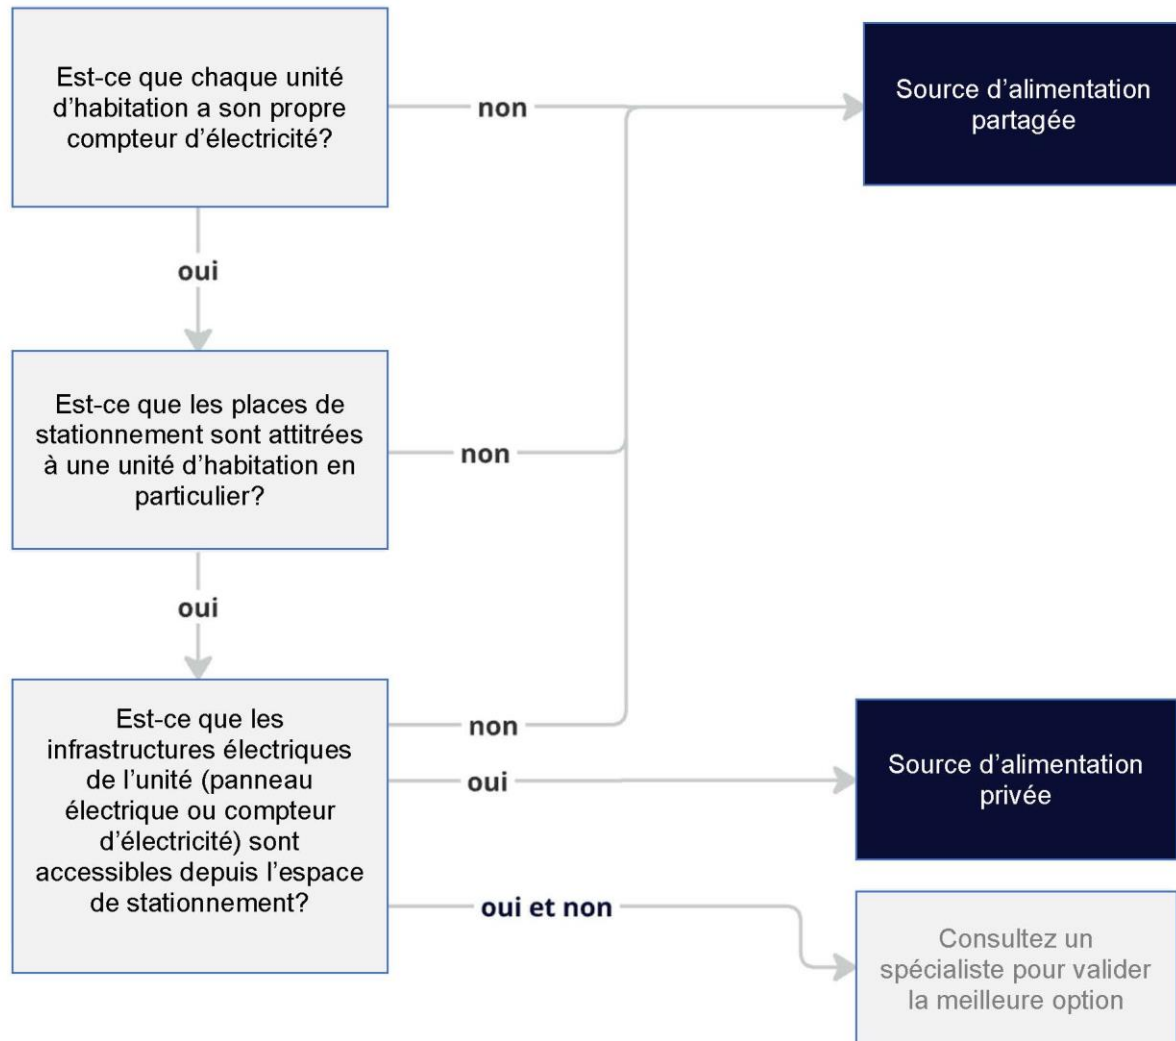 Est-ce que chaque unité
d'habitation a son propre
compteur d'électricité?
non
Source d'alimentation
partagée
oui
Est-ce que les places de
stationnement sont attitrées
à une unité d'habitation en
particulier?
non
oui
Est-ce que les
infrastructures électriques
de l'unité (panneau
électrique ou compteur
d'électricité) sont
accessibles depuis l'espace
de stationnement?
non
oui
Source d'alimentation
privée
oui et non
Consultez un
spécialiste pour valider
la meilleure option